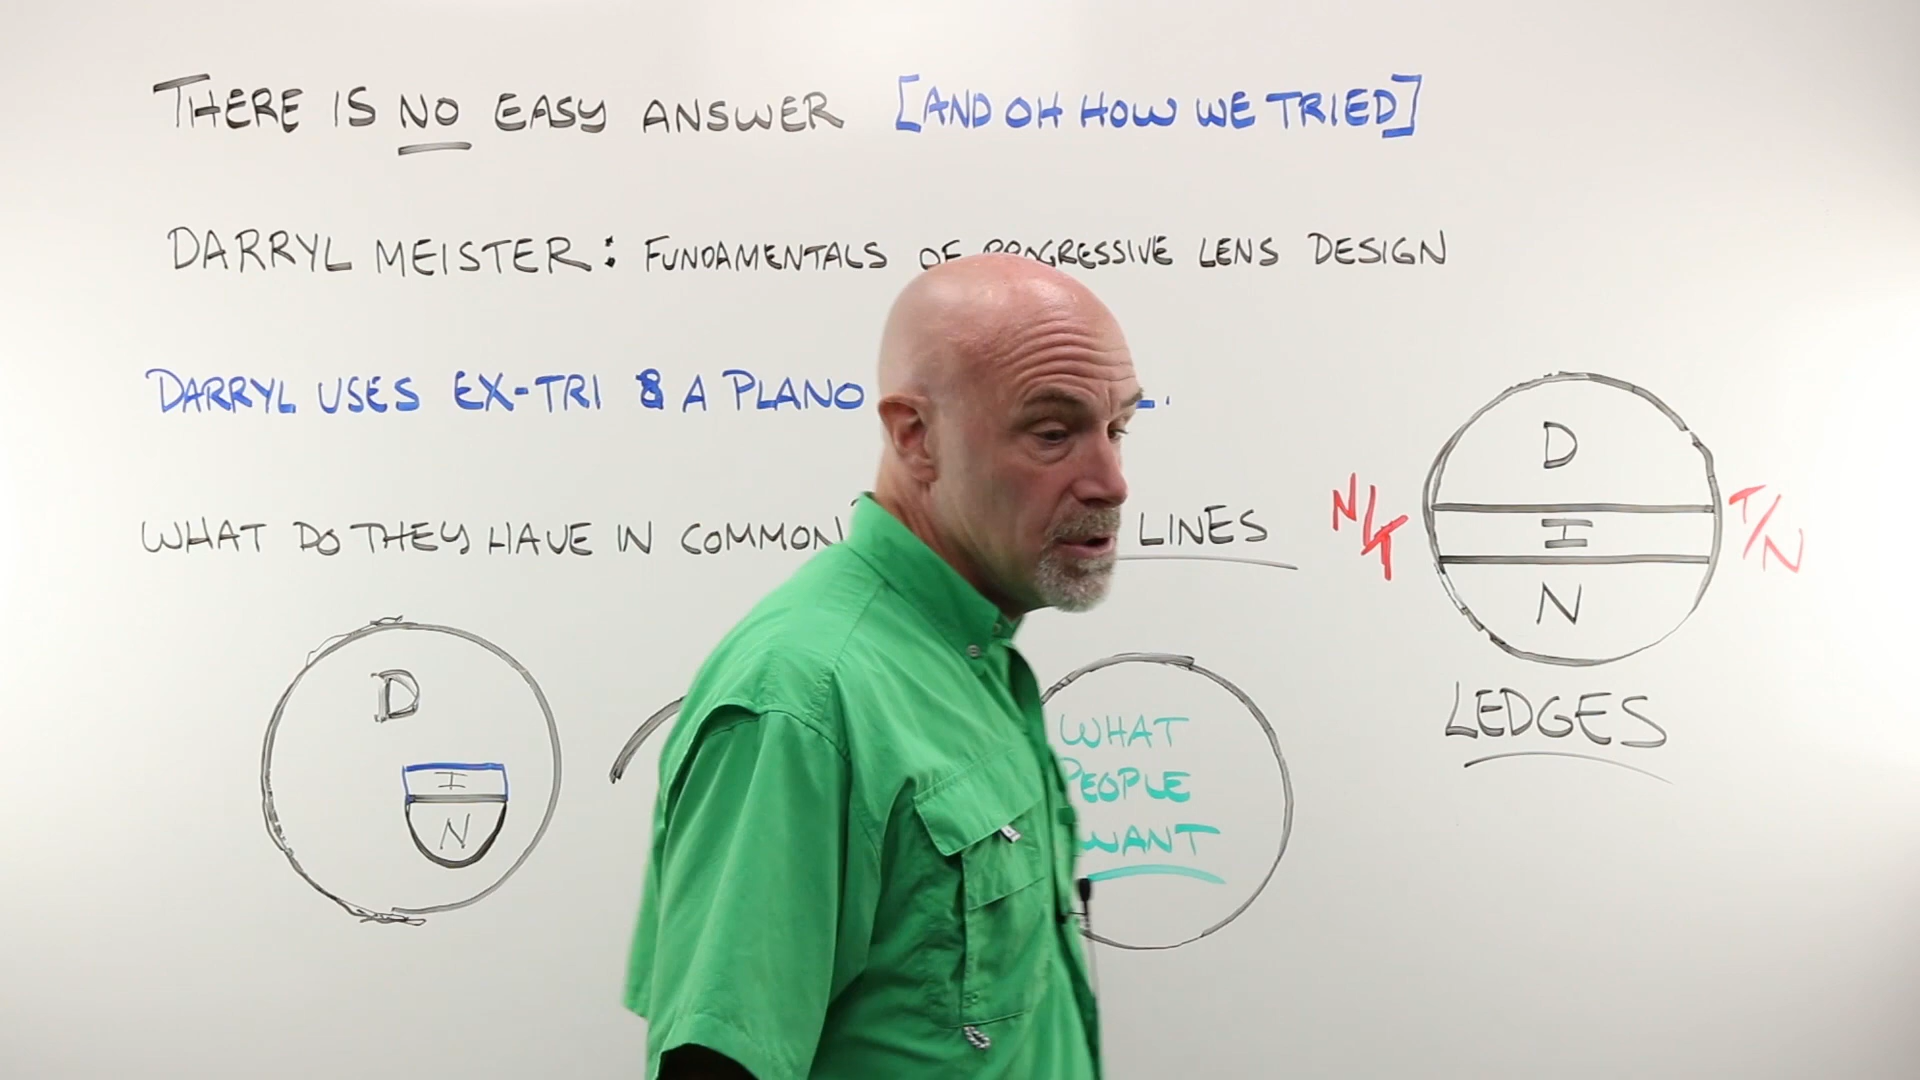 THERE IS NO EASY ANSWER [AND OH HOW WE TRIED]
DARRYL MEISTER: FUNDAMENTALS OF PROGRESSIVE LENS DESIGN
DARRYL USES EX-TRI & A PLANO
WHAT DO THEY HAVE IN COMMON LINES
D
I
N
N/T
T/N
LEDGES
D
I
N
WHAT
PEOPLE
WANT